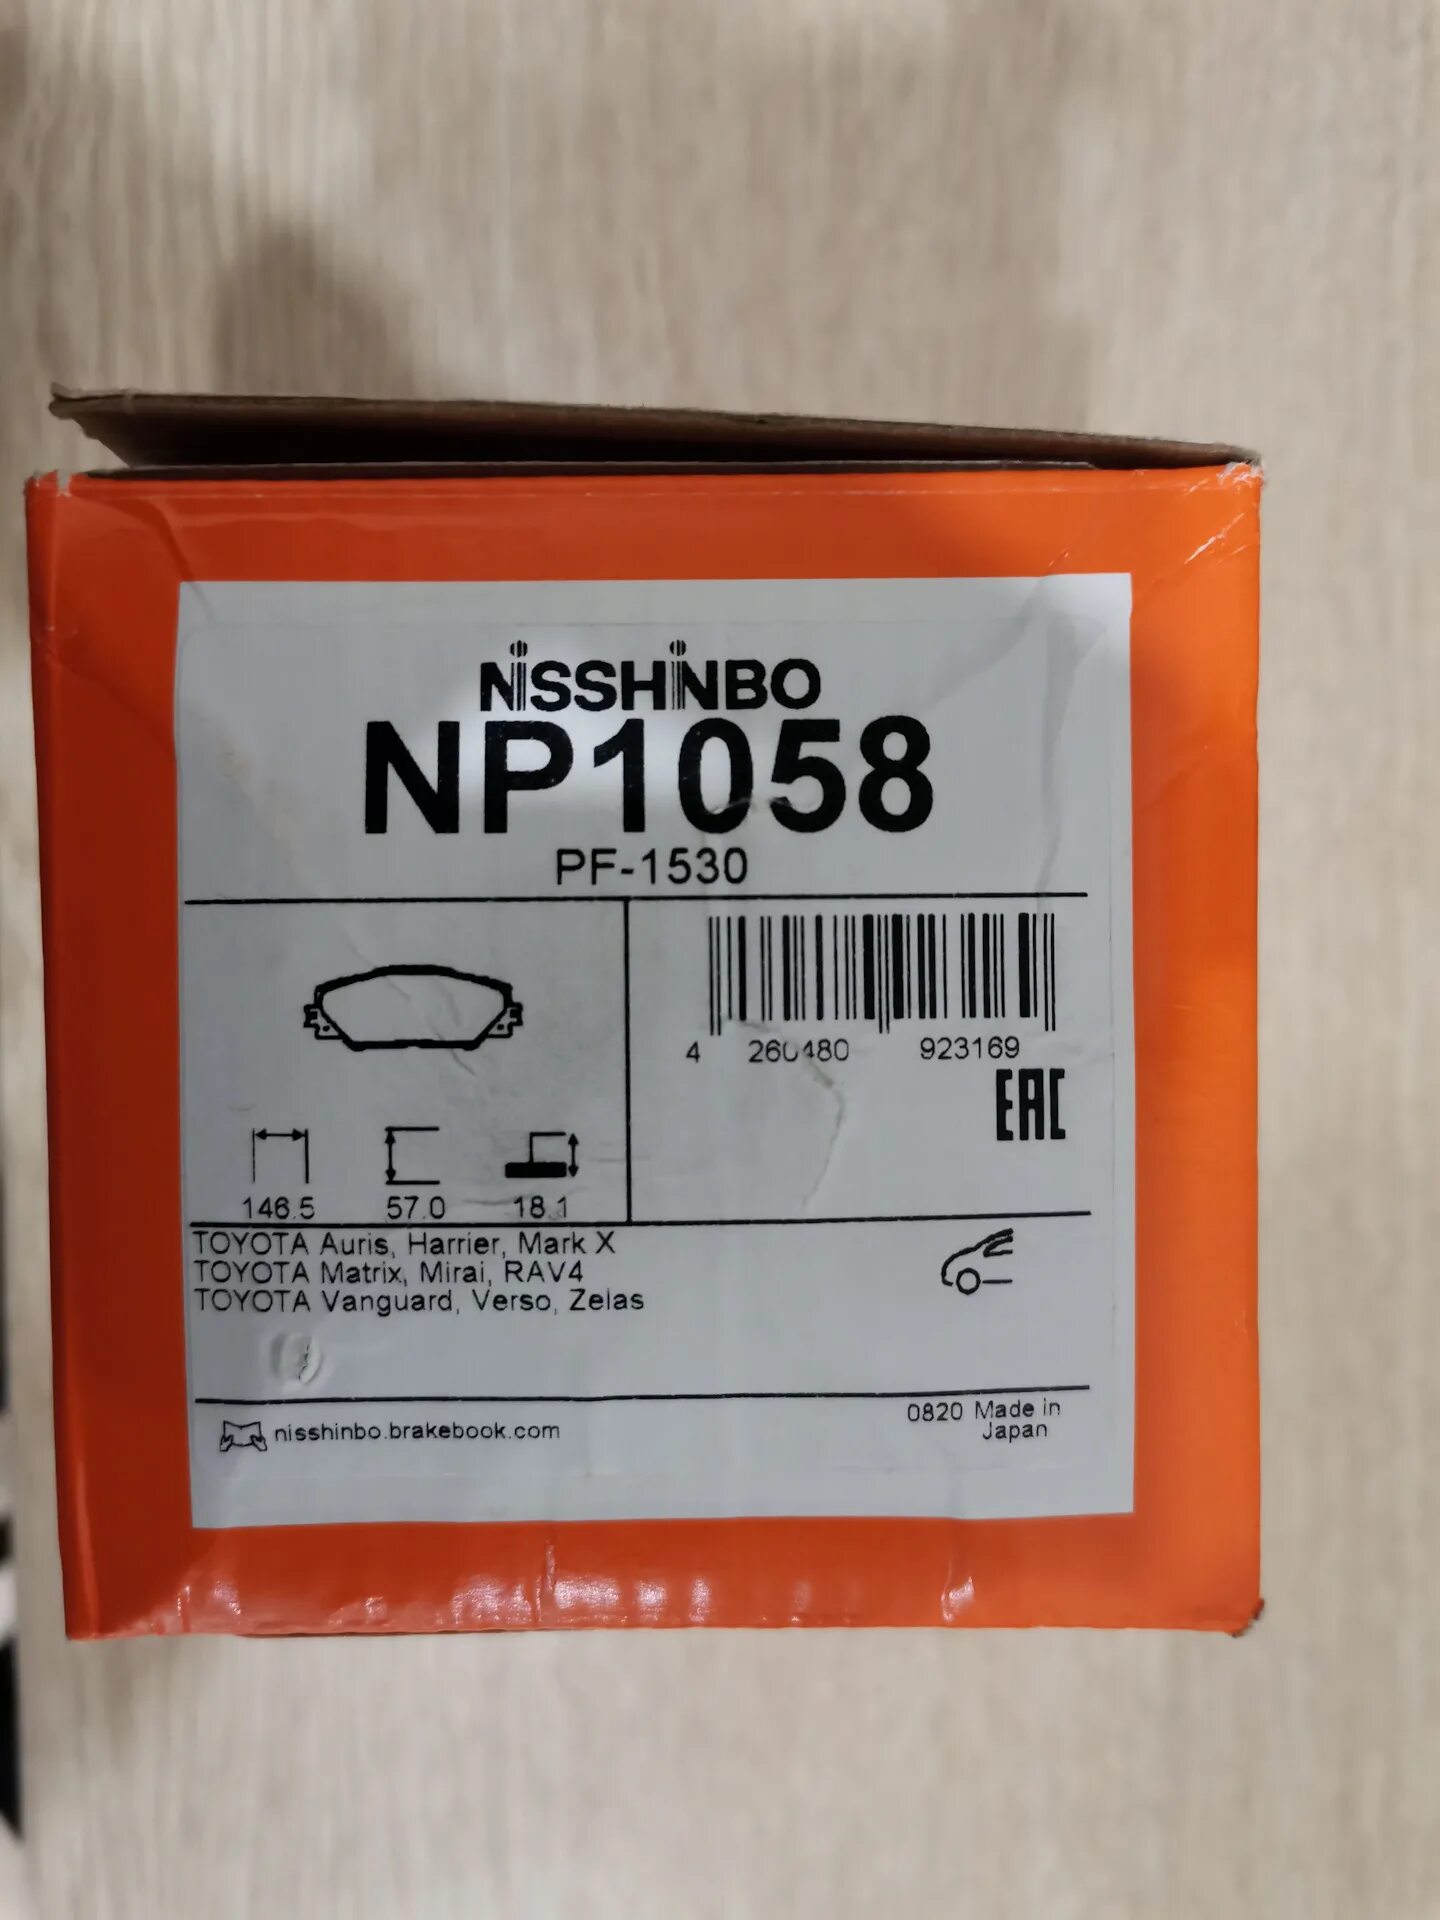 NISSHINBO
NP1058
PF-1530
4 260480 923169
EAC
146.5 57.0 18.1
TOYOTA Auris, Harrier, Mark X
TOYOTA Matrix, Mirai, RAV4
TOYOTA Vanguard, Verso, Zelas
nisshinbo.brakebook.com
0820 Made in
Japan